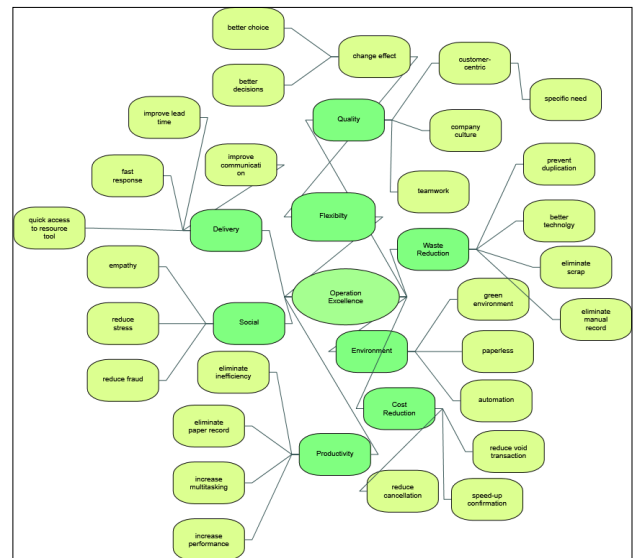 better choice
change effect
better
decisions
customer-
centric
specific need
improve lead
time
Quality
company
culture
improve
communicati
on
prevent
duplication
fast
response
teamwork
quick access
to resource
tool
Delivery
Flexibilty
better
technolgy
Waste
Reduction
eliminate
scrap
empathy
Operation
Excellence
green
environment
eliminate
manual
record
reduce
stress
Social
Environment
paperless
eliminate
inefficiency
reduce fraud
automation
Cost
Reduction
eliminate
paper record
Productivity
reduce void
transaction
increase
multitasking
reduce
cancellation
speed-up
confirmation
increase
performance